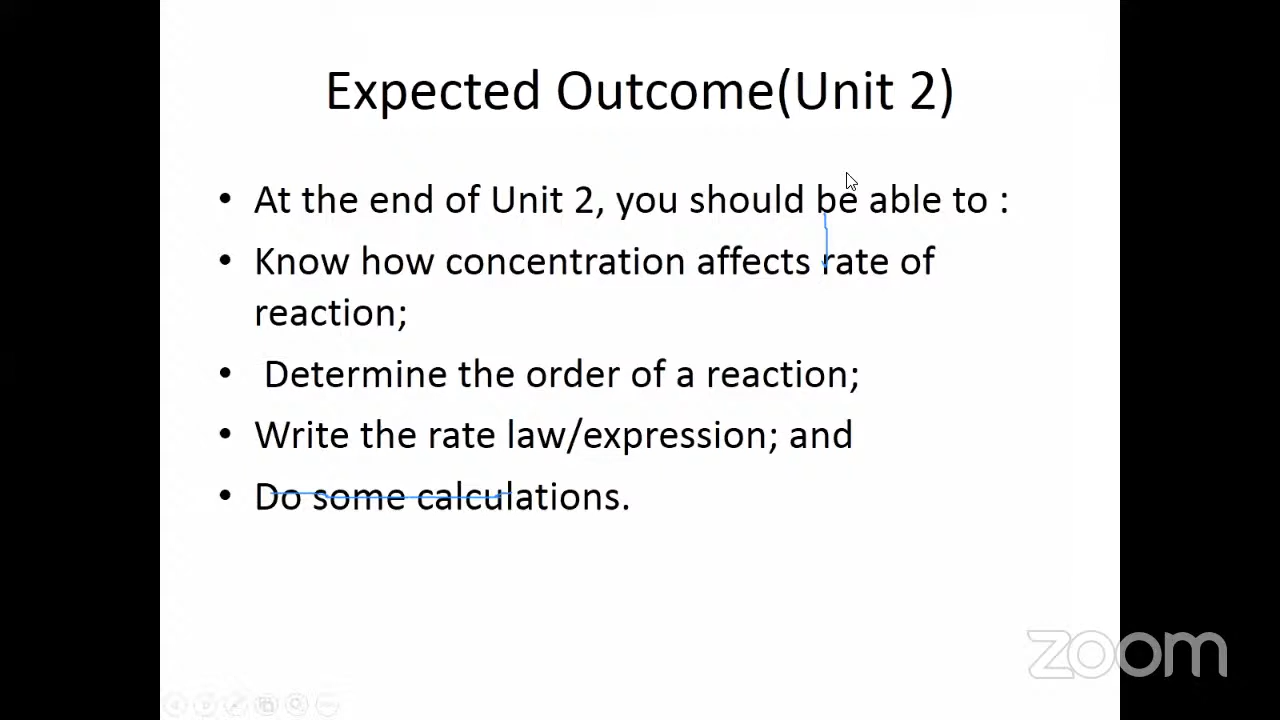 Expected Outcome(Unit 2)
• At the end of Unit 2, you should be able to :
• Know how concentration affects rate of
reaction;
• Determine the order of a reaction;
• Write the rate law/expression; and
• Do some calculations.
zoom